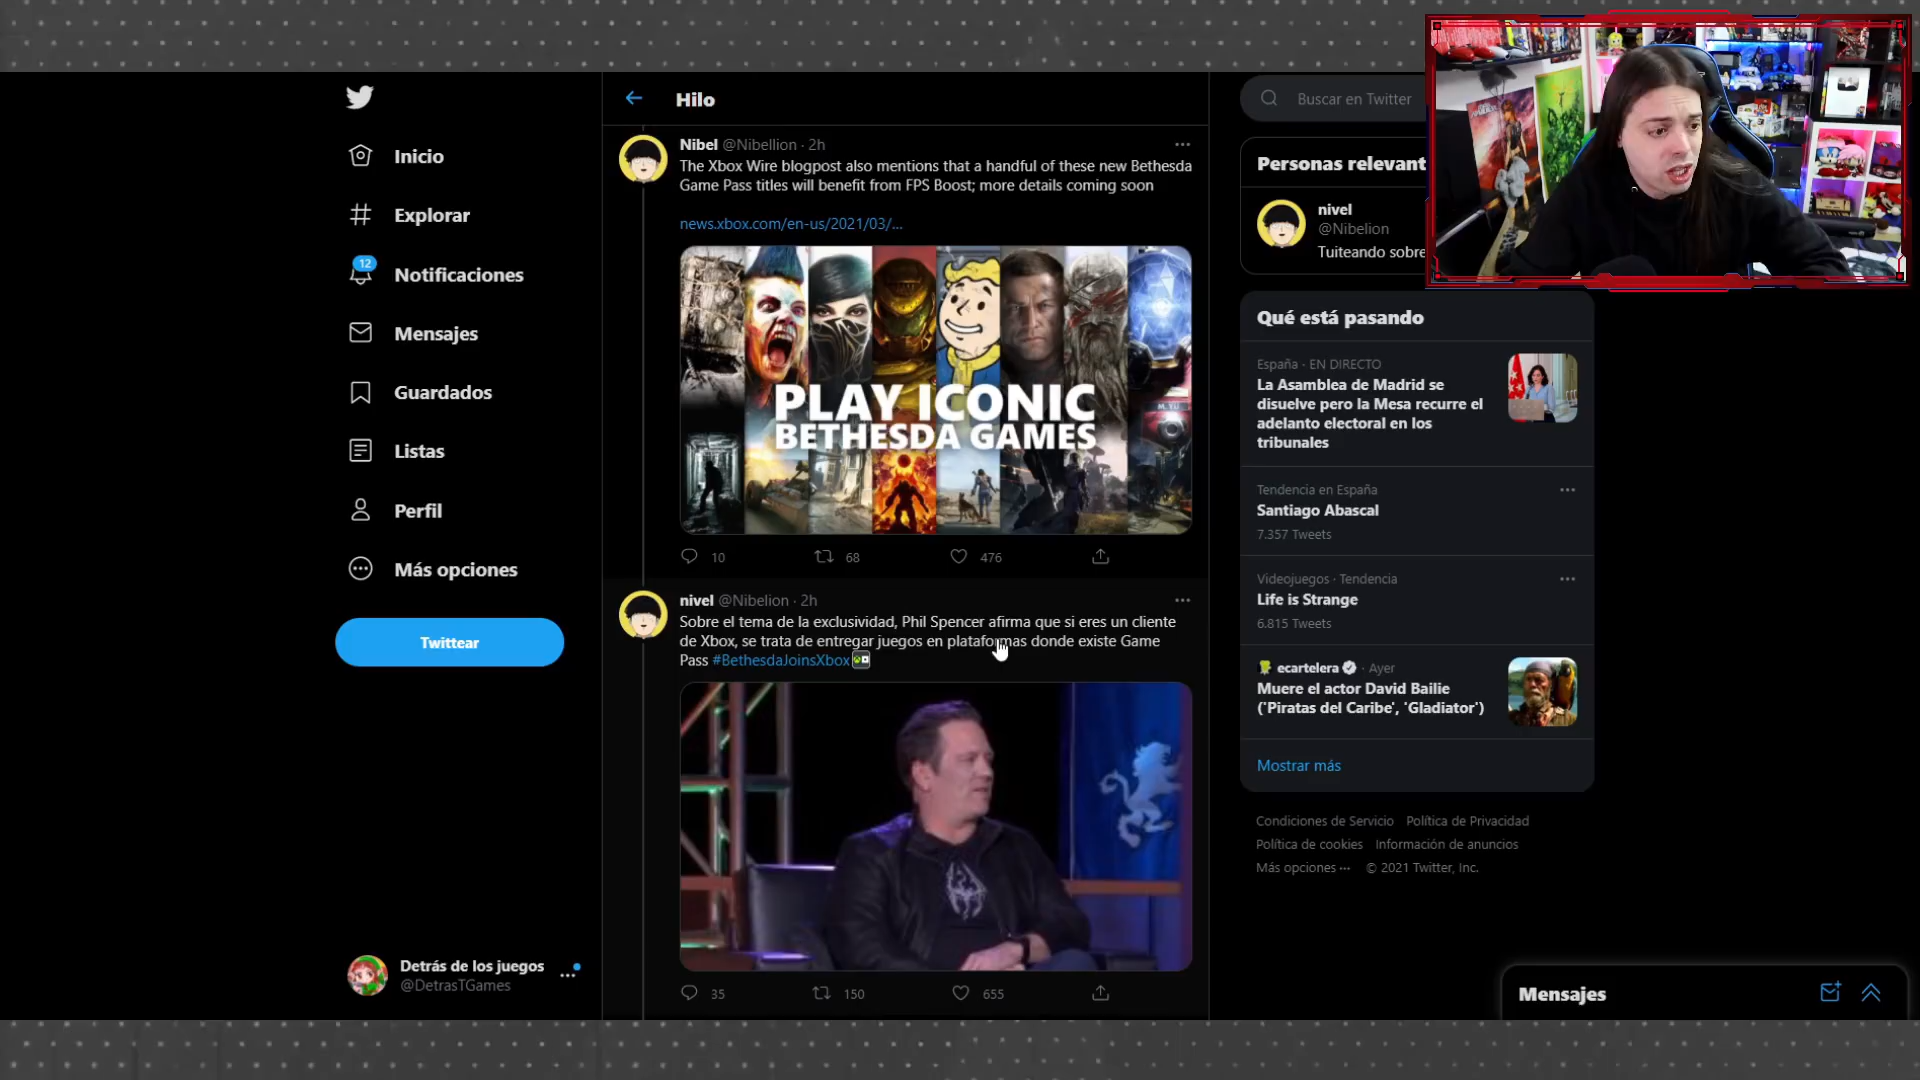 Inicio
Explorar
12
Notificaciones
Mensajes
Guardados
Listas
Perfil
Más opciones
Twittear
Detrás de los juegos
@DetrasTGames
Hilo
Nibel @Nibellion · 2h
The Xbox Wire blogpost also mentions that a handful of these new Bethesda
Game Pass titles will benefit from FPS Boost; more details coming soon
news.xbox.com/en-us/2021/03/...
PLAY ICONIC
BETHESDA GAMES
10
68
476
nivel @Nibelion · 2h
Sobre el tema de la exclusividad, Phil Spencer afirma que si eres un cliente
de Xbox, se trata de entregar juegos en plataformas donde existe Game
Pass #BethesdaJoinsXbox
35
150
655
Buscar en Twitter
Personas relevant
nivel
@Nibelion
Tuiteando sobre
Qué está pasando
España · EN DIRECTO
La Asamblea de Madrid se
disuelve pero la Mesa recurre el
adelanto electoral en los
tribunales
Tendencia en España
Santiago Abascal
7.357 Tweets
Videojuegos · Tendencia
Life is Strange
6.815 Tweets
ecartelera · Ayer
Muere el actor David Bailie
('Piratas del Caribe', 'Gladiator')
Mostrar más
Condiciones de Servicio Política de Privacidad
Política de cookies Información de anuncios
Más opciones ··· © 2021 Twitter, Inc.
Mensajes